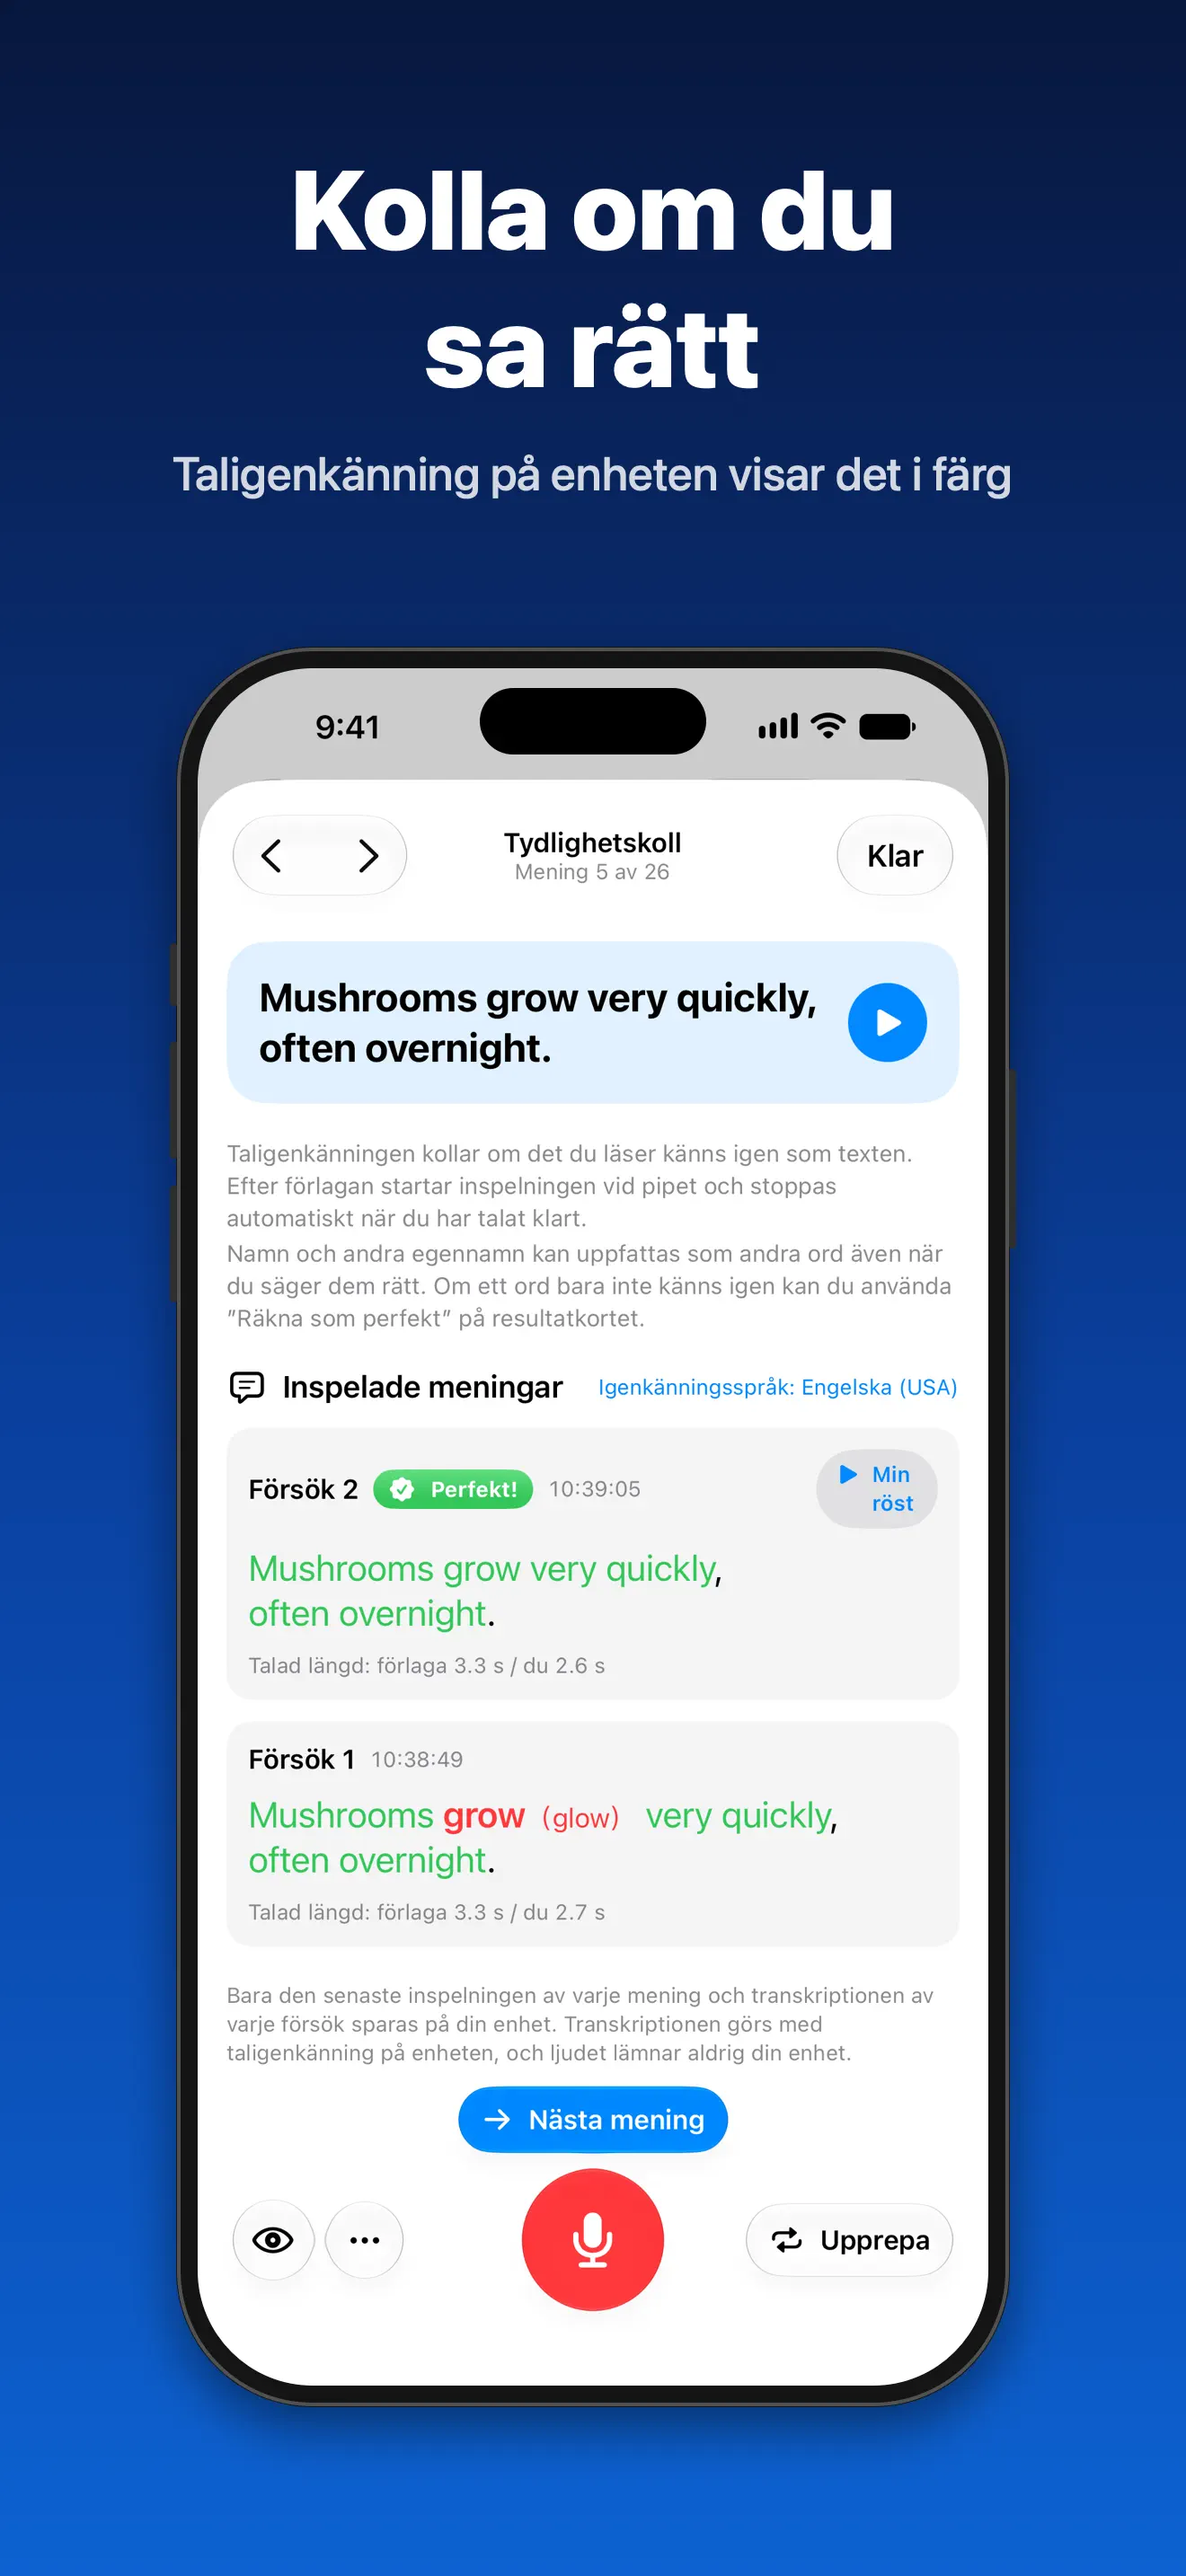 Kolla om du
sa rätt
Taligenkänning på enheten visar det i färg
9:41
Tydlighetskoll
Mening 5 av 26
Klar
Mushrooms grow very quickly,
often overnight.
Taligenkänningen kollar om det du läser känns igen som texten.
Efter förlagan startar inspelningen vid pipet och stoppas
automatiskt när du har talat klart.
Namn och andra egennamn kan uppfattas som andra ord även när
du säger dem rätt. Om ett ord bara inte känns igen kan du använda
”Räkna som perfekt” på resultatkortet.
Inspelade meningar
Igenkänningsspråk: Engelska (USA)
Försök 2
Perfekt!
10:39:05
Min
röst
Mushrooms grow very quickly,
often overnight.
Talad längd: förlaga 3.3 s / du 2.6 s
Försök 1
10:38:49
Mushrooms grow (glow) very quickly,
often overnight.
Talad längd: förlaga 3.3 s / du 2.7 s
Bara den senaste inspelningen av varje mening och transkriptionen av
varje försök sparas på din enhet. Transkriptionen görs med
taligenkänning på enheten, och ljudet lämnar aldrig din enhet.
Nästa mening
Upprepa